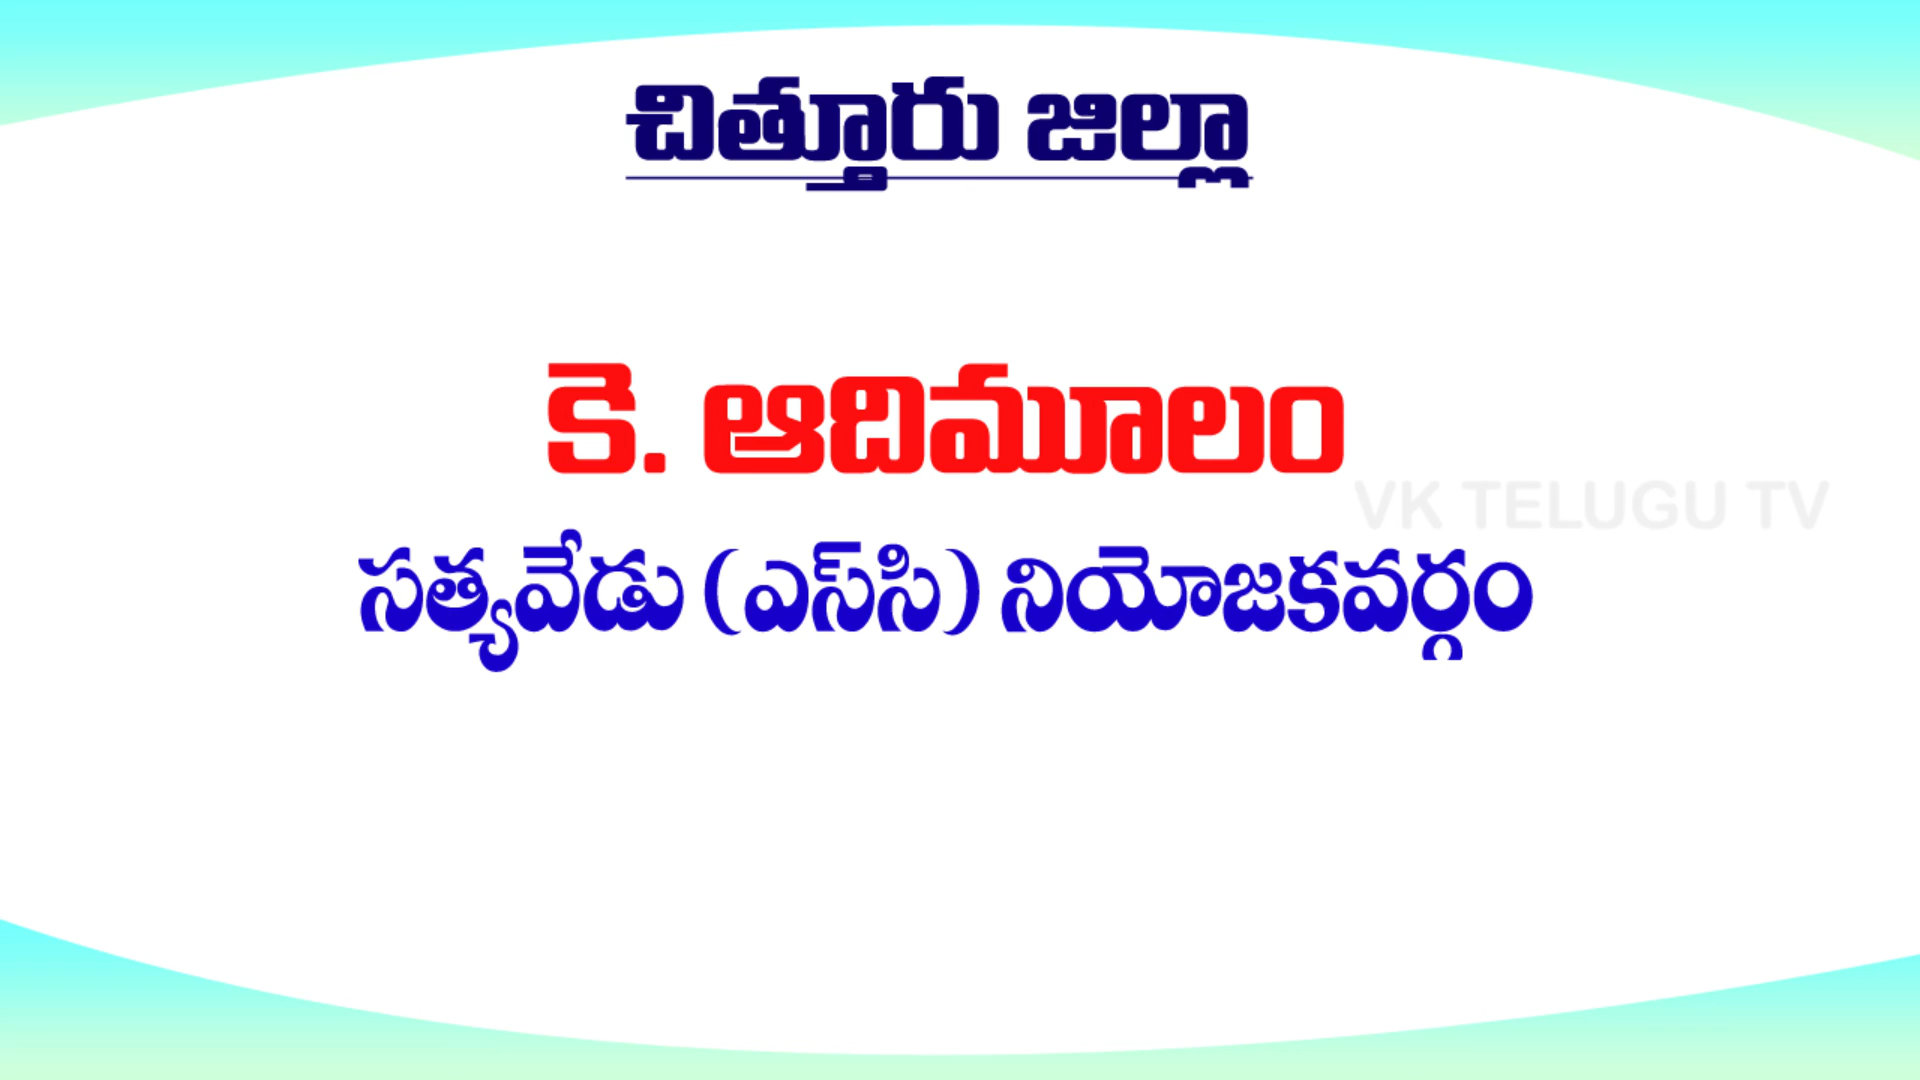 చిత్తూరు జిల్లా
కె. ఆదిమూలం
VK TELUGU TV
సత్యవేడు (ఎస్‌సి) నియోజకవర్గం